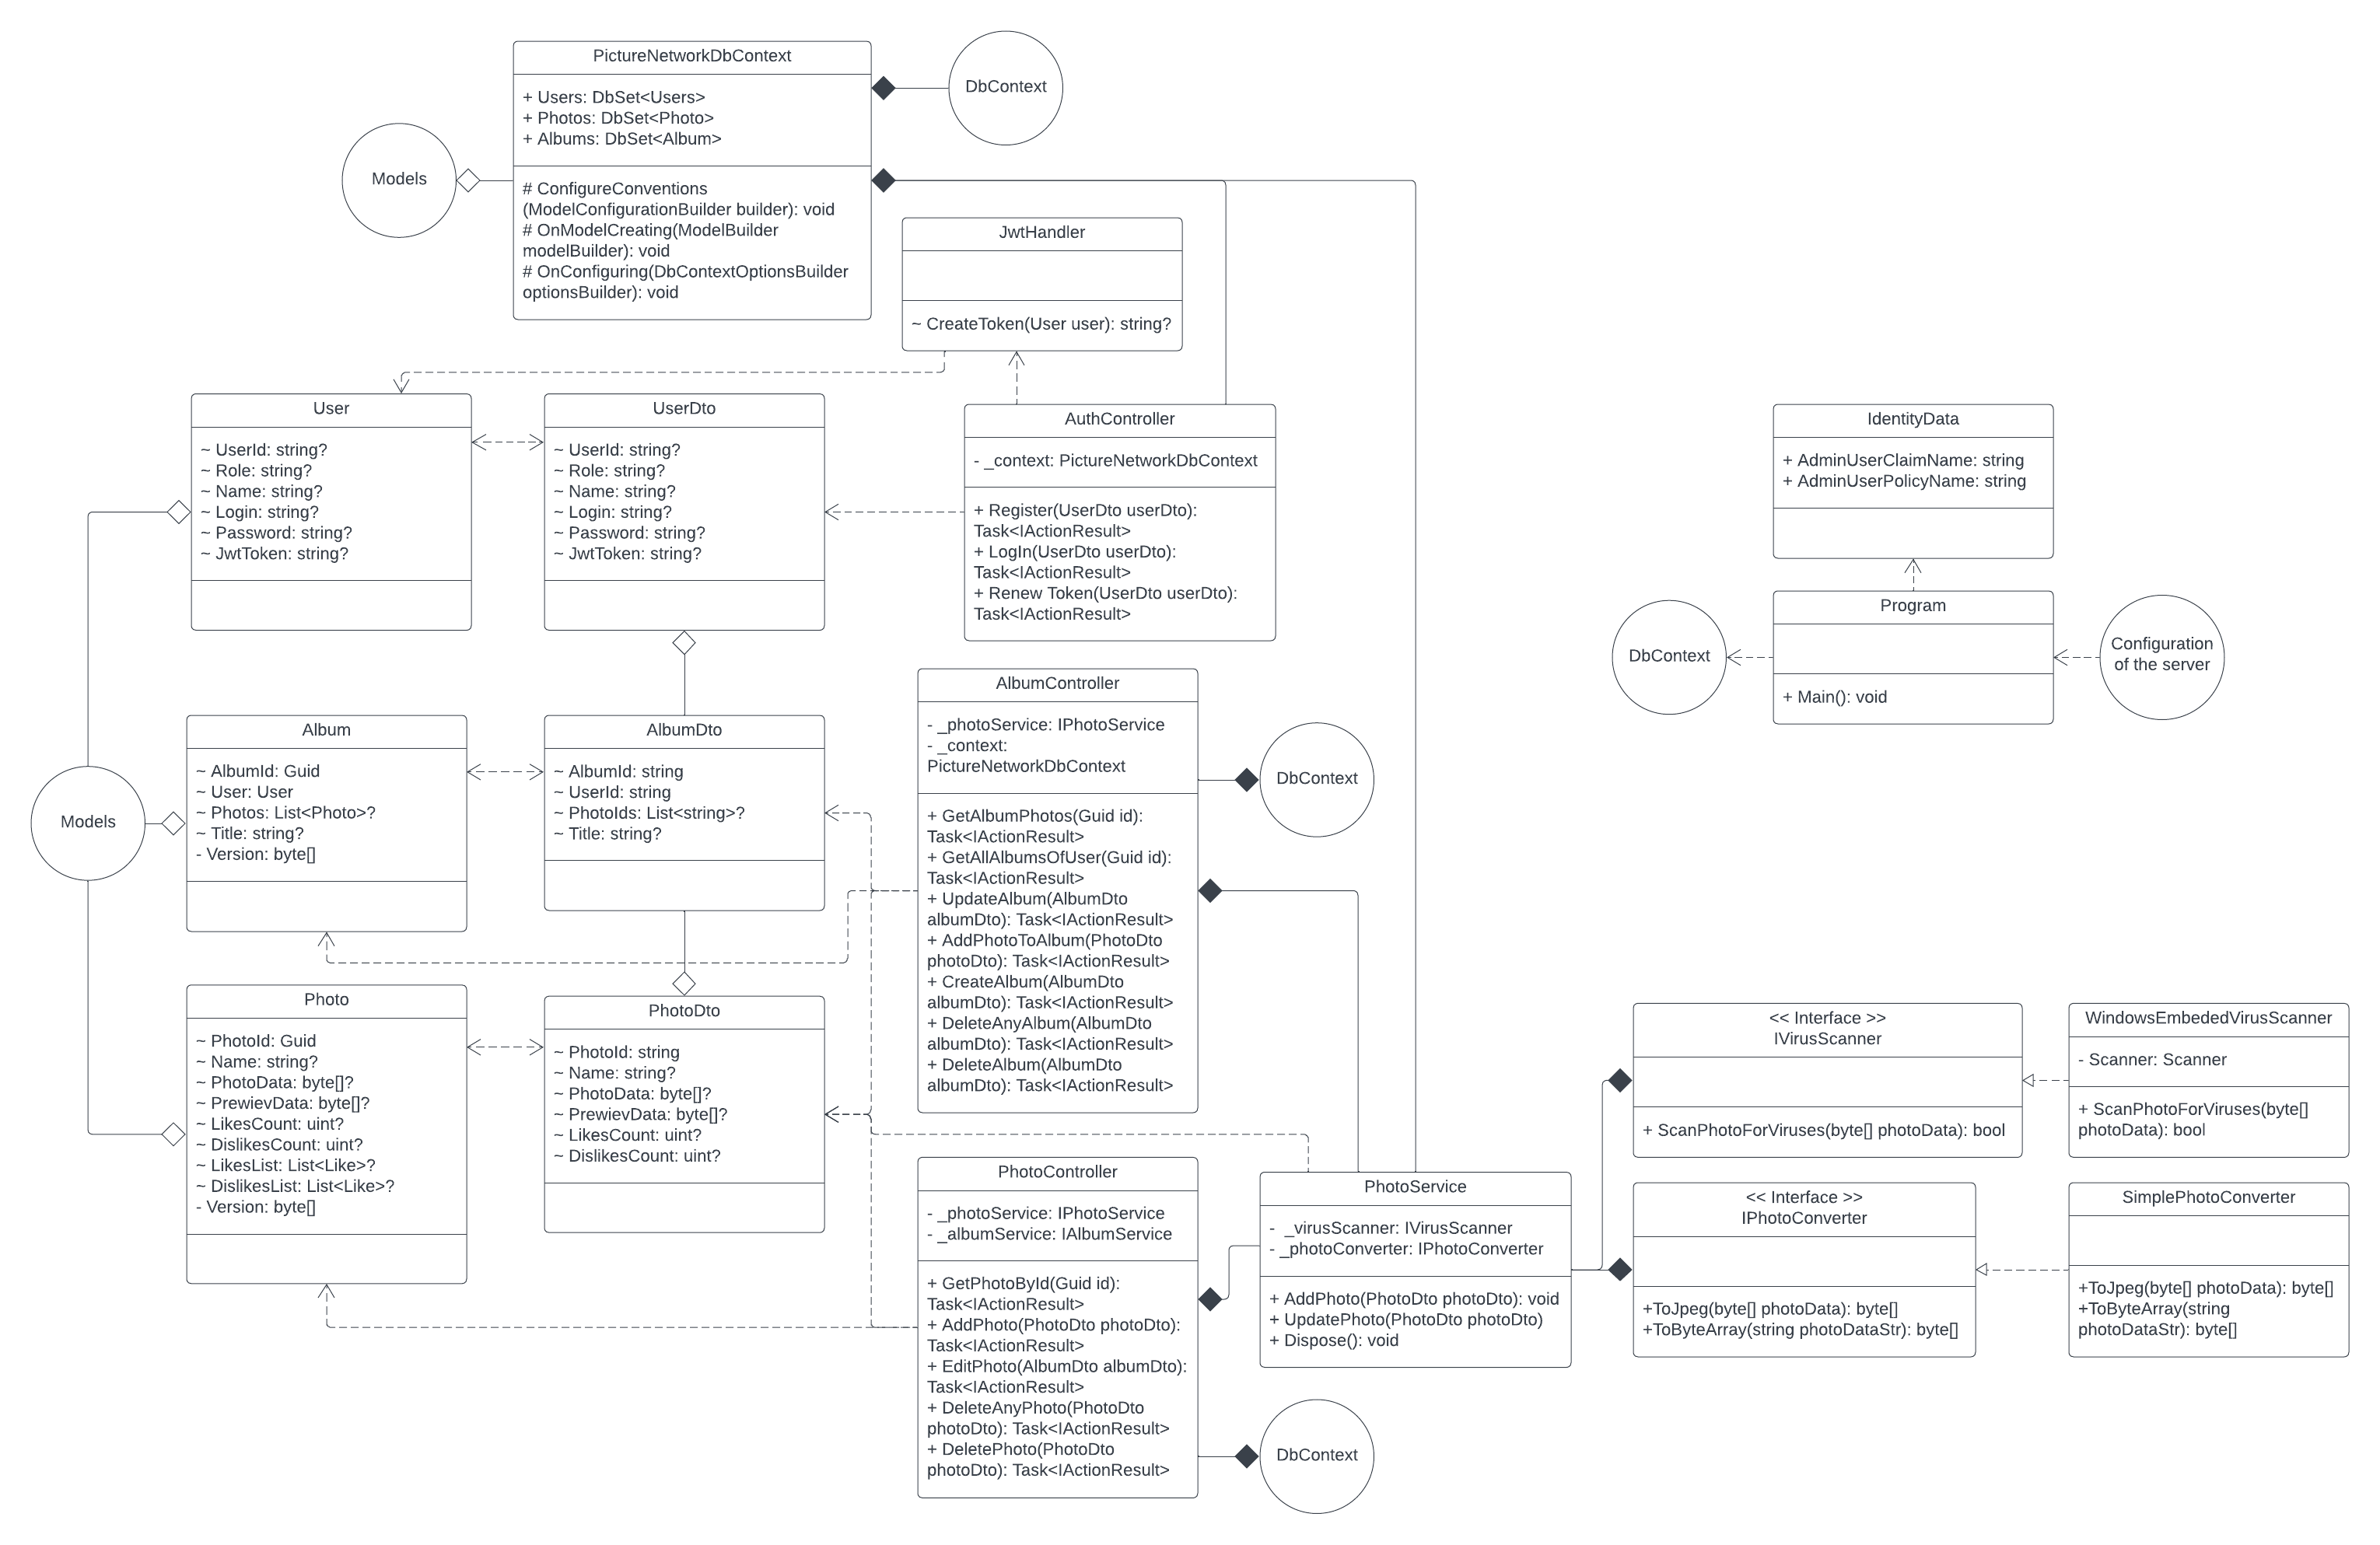 PictureNetworkDbContext
+ Users: DbSet<Users>
+ Photos: DbSet<Photo>
+ Albums: DbSet<Album>
# ConfigureConventions
(ModelConfigurationBuilder builder): void
# OnModelCreating(ModelBuilder
modelBuilder): void
# OnConfiguring(DbContextOptionsBuilder
optionsBuilder): void
DbContext
Models
JwtHandler
~ CreateToken(User user): string?
User
~ UserId: string?
~ Role: string?
~ Name: string?
~ Login: string?
~ Password: string?
~ JwtToken: string?
UserDto
~ UserId: string?
~ Role: string?
~ Name: string?
~ Login: string?
~ Password: string?
~ JwtToken: string?
AuthController
- _context: PictureNetworkDbContext
+ Register(UserDto userDto):
Task<IActionResult>
+ LogIn(UserDto userDto):
Task<IActionResult>
+ Renew Token(UserDto userDto):
Task<IActionResult>
IdentityData
+ AdminUserClaimName: string
+ AdminUserPolicyName: string
DbContext
Program
+ Main(): void
Configuration
of the server
Models
Album
~ AlbumId: Guid
~ User: User
~ Photos: List<Photo>?
~ Title: string?
- Version: byte[]
AlbumDto
~ AlbumId: string
~ UserId: string
~ PhotoIds: List<string>?
~ Title: string?
AlbumController
- _photoService: IPhotoService
- _context:
PictureNetworkDbContext
+ GetAlbumPhotos(Guid id):
Task<IActionResult>
+ GetAllAlbumsOfUser(Guid id):
Task<IActionResult>
+ UpdateAlbum(AlbumDto
albumDto): Task<IActionResult>
+ AddPhotoToAlbum(PhotoDto
photoDto): Task<IActionResult>
+ CreateAlbum(AlbumDto
albumDto): Task<IActionResult>
+ DeleteAnyAlbum(AlbumDto
albumDto): Task<IActionResult>
+ DeleteAlbum(AlbumDto
albumDto): Task<IActionResult>
DbContext
Photo
~ PhotoId: Guid
~ Name: string?
~ PhotoData: byte[]?
~ PrewievData: byte[]?
~ LikesCount: uint?
~ DislikesCount: uint?
~ LikesList: List<Like>?
~ DislikesList: List<Like>?
- Version: byte[]
PhotoDto
~ PhotoId: string
~ Name: string?
~ PhotoData: byte[]?
~ PrewievData: byte[]?
~ LikesCount: uint?
~ DislikesCount: uint?
PhotoController
- _photoService: IPhotoService
- _albumService: IAlbumService
+ GetPhotoById(Guid id):
Task<IActionResult>
+ AddPhoto(PhotoDto photoDto):
Task<IActionResult>
+ EditPhoto(AlbumDto albumDto):
Task<IActionResult>
+ DeleteAnyPhoto(PhotoDto
photoDto): Task<IActionResult>
+ DeletePhoto(PhotoDto
photoDto): Task<IActionResult>
PhotoService
- _virusScanner: IVirusScanner
- _photoConverter: IPhotoConverter
+ AddPhoto(PhotoDto photoDto): void
+ UpdatePhoto(PhotoDto photoDto)
+ Dispose(): void
DbContext
<< Interface >>
IVirusScanner
+ ScanPhotoForViruses(byte[] photoData): bool
WindowsEmbededVirusScanner
- Scanner: Scanner
+ ScanPhotoForViruses(byte[]
photoData): bool
<< Interface >>
IPhotoConverter
+ToJpeg(byte[] photoData): byte[]
+ToByteArray(string photoDataStr): byte[]
SimplePhotoConverter
+ToJpeg(byte[] photoData): byte[]
+ToByteArray(string
photoDataStr): byte[]